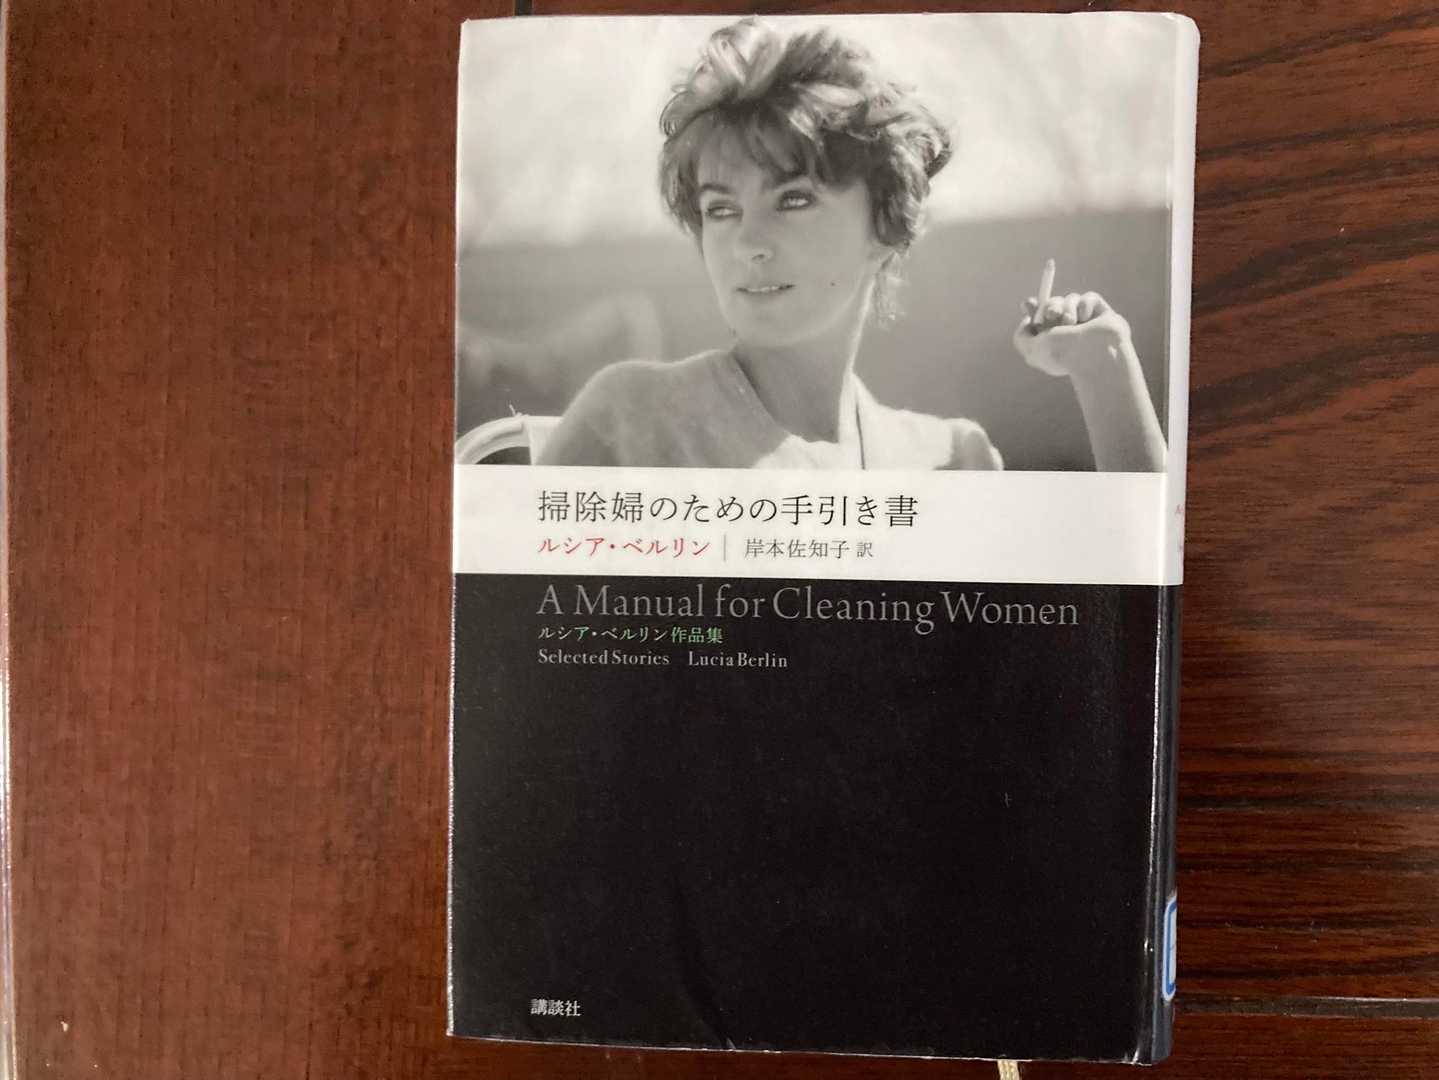 掃除婦のための手引き書
ルシア・ベルリン｜岸本佐知子 訳
A Manual for Cleaning Women
ルシア・ベルリン作品集
Selected Stories Lucia Berlin
講談社